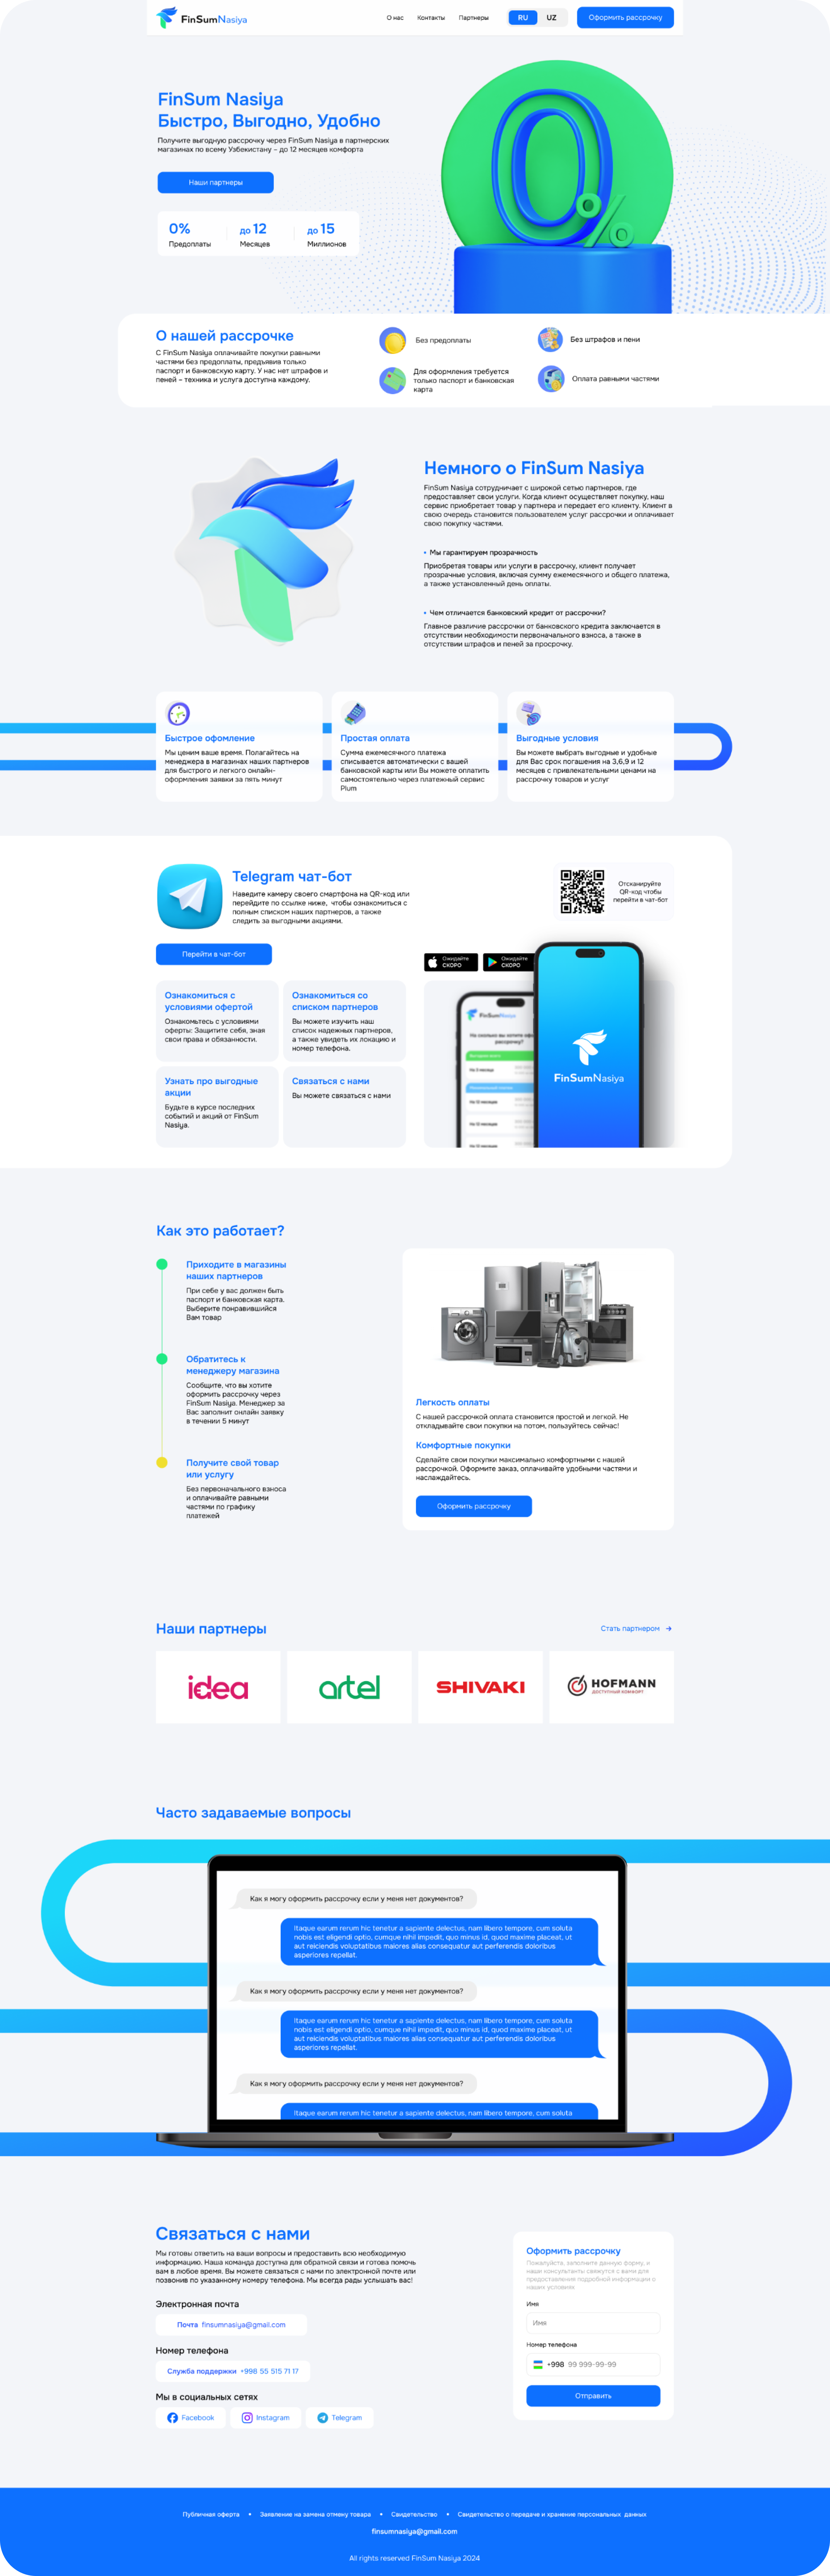 FinSumNasiya
О нас
Контакты
Партнеры
RU
UZ
Оформить рассрочку
FinSum Nasiya
Быстро, Выгодно, Удобно
Получите выгодную рассрочку через FinSum Nasiya в партнерских
магазинах по всему Узбекистану – до 12 месяцев комфорта
Наши партнеры
0%
Предоплаты
до 12
Месяцев
до 15
Миллионов
0%
О нашей рассрочке
С FinSum Nasiya оплачивайте покупки равными
частями без предоплаты, предъявив только
паспорт и банковскую карту. У нас нет штрафов и
пеней – техника и услуга доступна каждому.
Без предоплаты
Без штрафов и пени
Для оформления требуется
только паспорт и банковская
карта
Оплата равными частями
Немного о FinSum Nasiya
FinSum Nasiya сотрудничает с широкой сетью партнеров, где
предоставляет свои услуги. Когда клиент осуществляет покупку, наш
сервис приобретает товар у партнера и передает его клиенту. Клиент в
свою очередь становится пользователем услуг рассрочки и оплачивает
свою покупку частями.
Мы гарантируем прозрачность
Приобретая товары или услуги в рассрочку, клиент получает
прозрачные условия, включая сумму ежемесячного и общего платежа,
а также установленный день оплаты.
Чем отличается банковский кредит от рассрочки?
Главное различие рассрочки от банковского кредита заключается в
отсутствии необходимости первоначального взноса, а также в
отсутствии штрафов и пеней за просрочку.
Быстрое офомление
Мы ценим ваше время. Полагайтесь на
менеджера в магазинах наших партнеров
для быстрого и легкого онлайн-
оформления заявки за пять минут
Простая оплата
Сумма ежемесячного платежа
списывается автоматически с вашей
банковской карты или Вы можете оплатить
самостоятельно через платежный сервис
Plum
Выгодные условия
Вы можете выбрать выгодные и удобные
для Вас срок погашения на 3,6,9 и 12
месяцев с привлекательными ценами на
рассрочку товаров и услуг
Telegram чат-бот
Наведите камеру своего смартфона на QR-код или
перейдите по ссылке ниже, чтобы ознакомиться с
полным списком наших партнеров, а также
следить за выгодными акциями.
Отсканируйте
QR-код чтобы
перейти в чат-бот
Перейти в чат-бот
Ожидайте
СКОРО
Ожидайте
СКОРО
Ознакомиться с
условиями офертой
Ознакомьтесь с условиями
оферты: Защитите себя, зная
свои права и обязанности.
Ознакомиться со
списком партнеров
Вы можете изучить наш
список надежных партнеров,
а также увидеть их локацию и
номер телефона.
Узнать про выгодные
акции
Будьте в курсе последних
событий и акций от FinSum
Nasiya.
Связаться с нами
Вы можете связаться с нами
FinSumNasiya
На сколько вы хотите офо
рассрочку?
На 3 месяца
На 12 месяцев
На 12 месяцев
FinSumNasiya
Как это работает?
Приходите в магазины
наших партнеров
При себе у вас должен быть
паспорт и банковская карта.
Выберите понравившийся
Вам товар
Обратитесь к
менеджеру магазина
Сообщите, что вы хотите
оформить рассрочку через
FinSum Nasiya. Менеджер за
Вас заполнит онлайн заявку
в течении 5 минут
Получите свой товар
или услугу
Без первоначального взноса
и оплачивайте равными
частями по графику
платежей
Легкость оплаты
С нашей рассрочкой оплата становится простой и легкой. Не
откладывайте свои покупки на потом, пользуйтесь сейчас!
Комфортные покупки
Сделайте свои покупки максимально комфортными с нашей
рассрочкой. Оформите заказ, оплачивайте удобными частями и
наслаждайтесь.
Оформить рассрочку
Наши партнеры
Стать партнером
idea
artel
SHIVAKI
HOFMANN
ДОСТУПНЫЙ КОМФОРТ
Часто задаваемые вопросы
Как я могу оформить рассрочку если у меня нет документов?
Itaque earum rerum hic tenetur a sapiente delectus, nam libero tempore, cum soluta
nobis est eligendi optio, cumque nihil impedit, quo minus id, quod maxime placeat, ut
aut reiciendis voluptatibus maiores alias consequatur aut perferendis doloribus
asperiores repellat.
Как я могу оформить рассрочку если у меня нет документов?
Itaque earum rerum hic tenetur a sapiente delectus, nam libero tempore, cum soluta
nobis est eligendi optio, cumque nihil impedit, quo minus id, quod maxime placeat, ut
aut reiciendis voluptatibus maiores alias consequatur aut perferendis doloribus
asperiores repellat.
Как я могу оформить рассрочку если у меня нет документов?
Itaque earum rerum hic tenetur a sapiente delectus, nam libero tempore, cum soluta
Связаться с нами
Мы готовы ответить на ваши вопросы и предоставить всю необходимую
информацию. Наша команда доступна для обратной связи и готова помочь
вам в любое время. Вы можете связаться с нами по электронной почте или
позвонив по указанному номеру телефона. Мы всегда рады услышать вас!
Электронная почта
Почта finsumnasiya@gmail.com
Номер телефона
Служба поддержки +998 55 515 71 17
Мы в социальных сетях
Facebook
Instagram
Telegram
Оформить рассрочку
Пожалуйста, заполните данную форму, и
наши консультанты свяжутся с вами для
предоставления подробной информации о
наших условиях
Имя
Имя
Номер телефона
+998 99 999-99-99
Отправить
Публичная оферта
Заявление на замена отмену товара
Свидетельство
Свидетельство о передаче и хранение персональных данных
finsumnasiya@gmail.com
All rights reserved FinSum Nasiya 2024